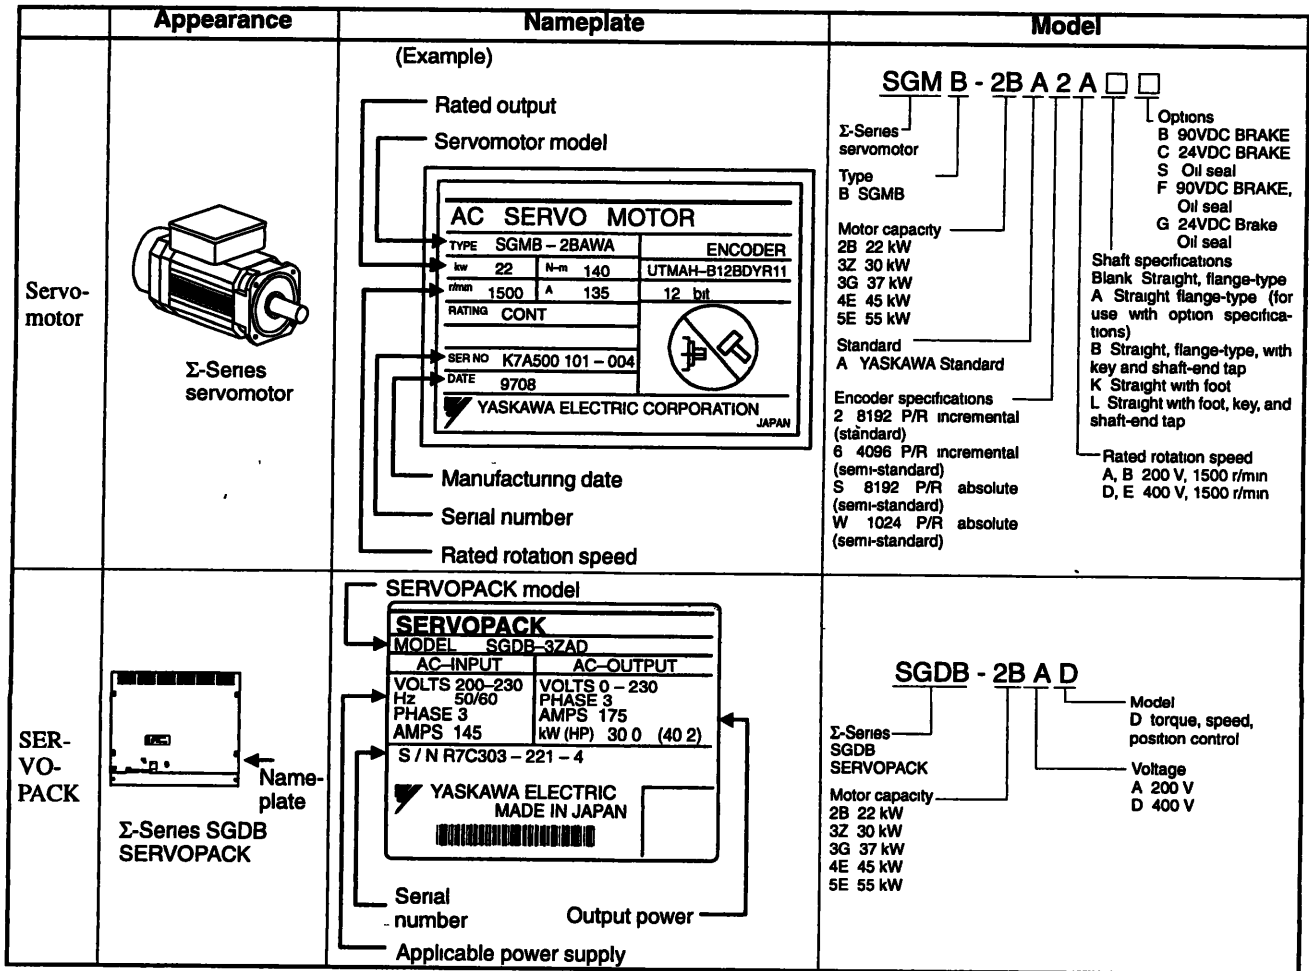 Appearance
Nameplate
Model
Servo-
motor
Σ-Series
servomotor
(Example)
Rated output
Servomotor model
AC SERVO MOTOR
TYPE SGMB – 2BAWA
ENCODER
kw 22 N–m 140
UTMAH–B12BDYR11
r/min 1500 A 135
12 bit
RATING CONT
SER NO K7A500 101 – 004
DATE 9708
YASKAWA ELECTRIC CORPORATION
JAPAN
Manufacturing date
Serial number
Rated rotation speed
SGM B - 2B A 2 A □ □
Σ-Series
servomotor
Type
B SGMB
Motor capacity
2B 22 kW
3Z 30 kW
3G 37 kW
4E 45 kW
5E 55 kW
Standard
A YASKAWA Standard
Encoder specifications
2 8192 P/R incremental
(standard)
6 4096 P/R incremental
(semi-standard)
S 8192 P/R absolute
(semi-standard)
W 1024 P/R absolute
(semi-standard)
Options
B 90VDC BRAKE
C 24VDC BRAKE
S Oil seal
F 90VDC BRAKE,
Oil seal
G 24VDC Brake
Oil seal
Shaft specifications
Blank Straight, flange-type
A Straight flange-type (for
use with option specifica-
tions)
B Straight, flange-type, with
key and shaft-end tap
K Straight with foot
L Straight with foot, key, and
shaft-end tap
Rated rotation speed
A, B 200 V, 1500 r/min
D, E 400 V, 1500 r/min
SER-
VO-
PACK
Name-
plate
Σ-Series SGDB
SERVOPACK
SERVOPACK model
SERVOPACK
MODEL SGDB–3ZAD
AC–INPUT
AC–OUTPUT
VOLTS 200–230
Hz 50/60
PHASE 3
AMPS 145
VOLTS 0 – 230
PHASE 3
AMPS 175
kW (HP) 30 0 (40 2)
S / N R7C303 – 221 – 4
YASKAWA ELECTRIC
MADE IN JAPAN
Serial
number
Output power
Applicable power supply
SGDB - 2B A D
Σ-Series
SGDB
SERVOPACK
Motor capacity
2B 22 kW
3Z 30 kW
3G 37 kW
4E 45 kW
5E 55 kW
Model
D torque, speed,
position control
Voltage
A 200 V
D 400 V